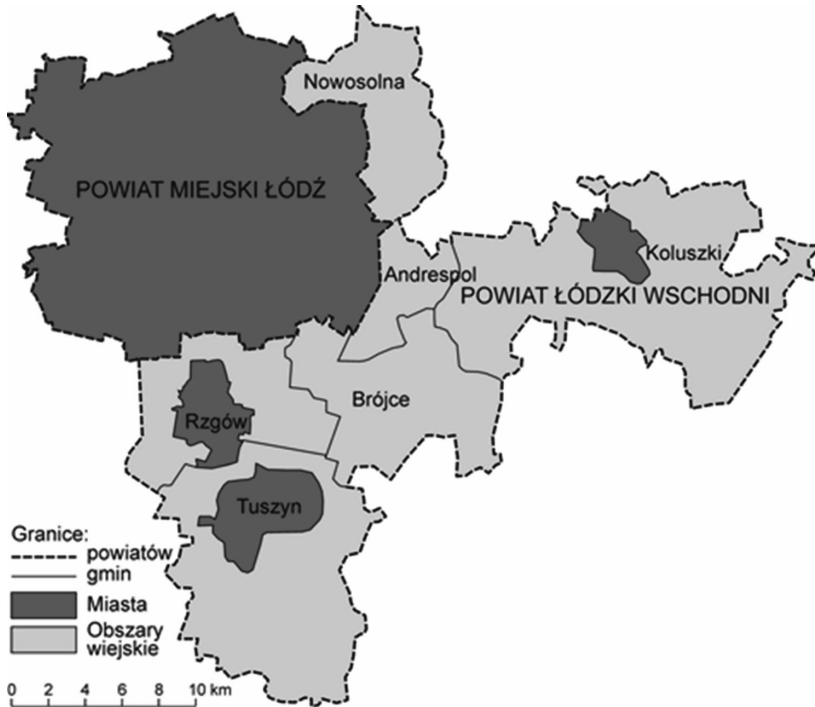 Nowosolna
POWIAT MIEJSKI ŁÓDŹ
Koluszki
Andrespol
POWIAT ŁÓDZKI WSCHODNI
Brójce
Rzgów
Tuszyn
Granice:
powiatów
gmin
Miasta
Obszary
wiejskie
0 2 4 6 8 10 km